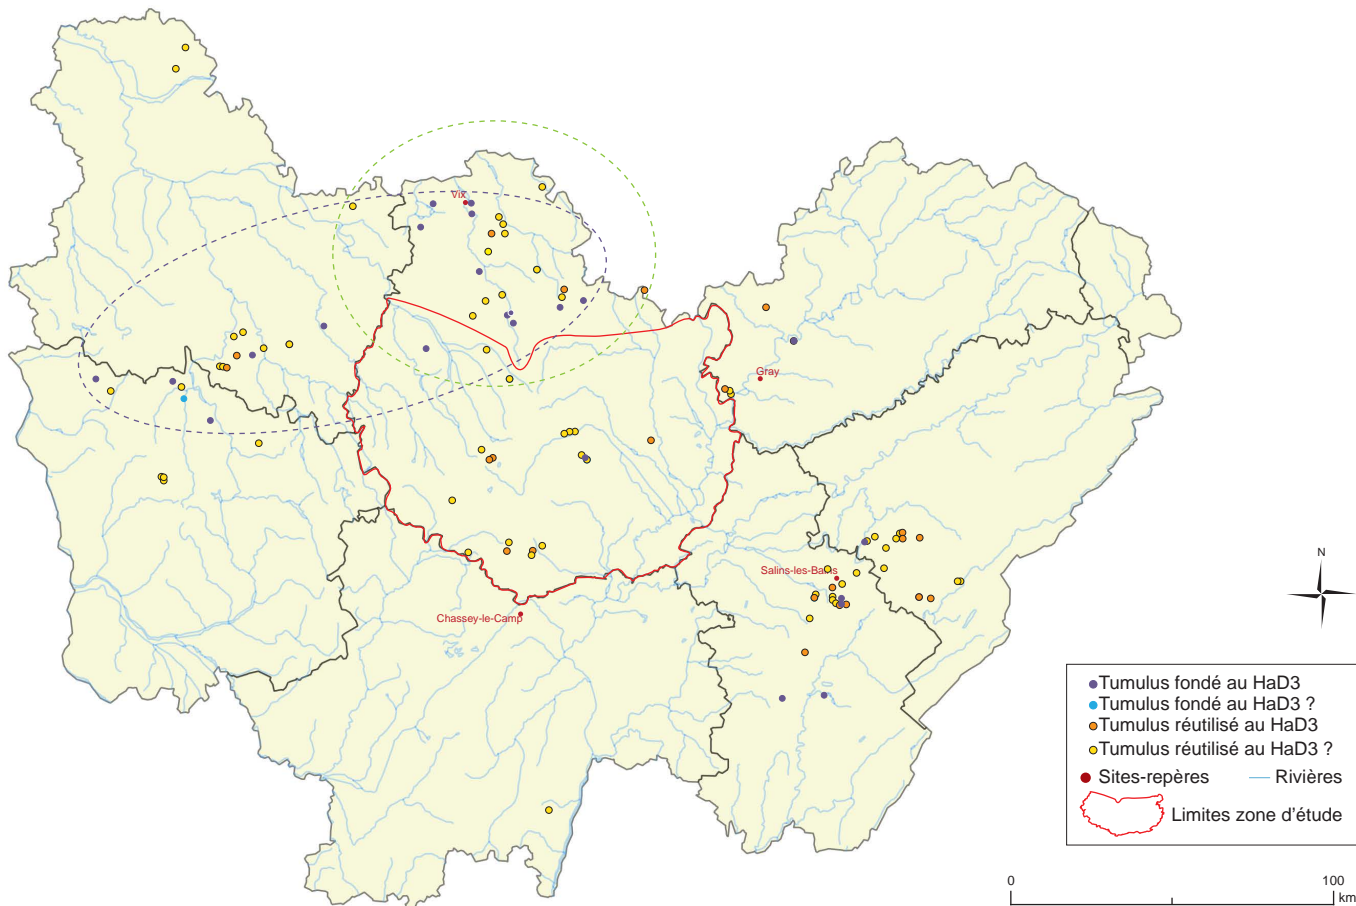 Vix
Gray
Salins-les-Bains
Chassey-le-Camp
N
Tumulus fondé au HaD3
Tumulus fondé au HaD3 ?
Tumulus réutilisé au HaD3
Tumulus réutilisé au HaD3 ?
Sites-repères
Rivières
Limites zone d'étude
0
100
km